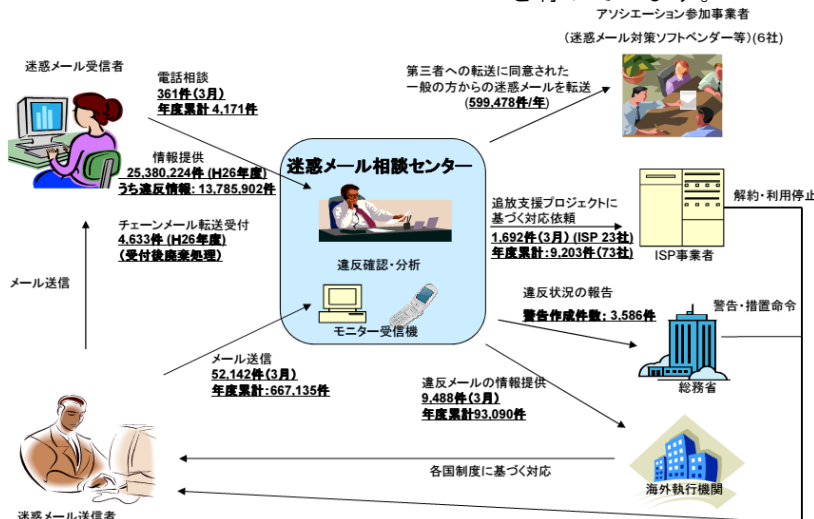 アソシエーション参加事業者
(迷惑メール対策ソフトベンダー等)(6社)
迷惑メール受信者
電話相談
361件(3月)
年度累計 4,171件
第三者への転送に同意された
一般の方からの迷惑メールを転送
(599,478件/年)
情報提供
25,380,224件 (H26年度)
うち違反情報: 13,785,902件
迷惑メール相談センター
追放支援プロジェクトに
基づく対応依頼
1,692件(3月) (ISP 23社)
年度累計:9,203件(73社)
解約・利用停止
ISP事業者
チェーンメール転送受付
4,633件 (H26年度)
(受付後廃棄処理)
違反確認・分析
メール送信
モニター受信機
違反状況の報告
警告作成件数: 3,586件
警告・措置命令
総務省
メール送信
52,142件(3月)
年度累計:667,135件
違反メールの情報提供
9,488件(3月)
年度累計93,090件
各国制度に基づく対応
海外執行機関
迷惑メール送信者